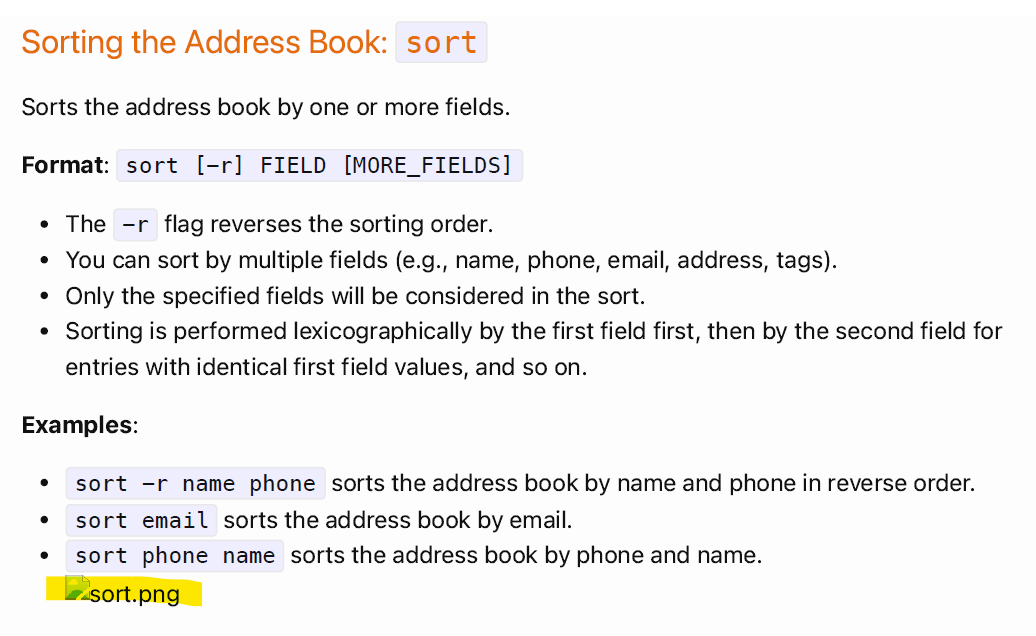 Sorting the Address Book: sort
Sorts the address book by one or more fields.
Format: sort [-r] FIELD [MORE_FIELDS]
• The -r flag reverses the sorting order.
• You can sort by multiple fields (e.g., name, phone, email, address, tags).
• Only the specified fields will be considered in the sort.
• Sorting is performed lexicographically by the first field first, then by the second field for
entries with identical first field values, and so on.
Examples:
• sort -r name phone sorts the address book by name and phone in reverse order.
• sort email sorts the address book by email.
• sort phone name sorts the address book by phone and name.
sort.png